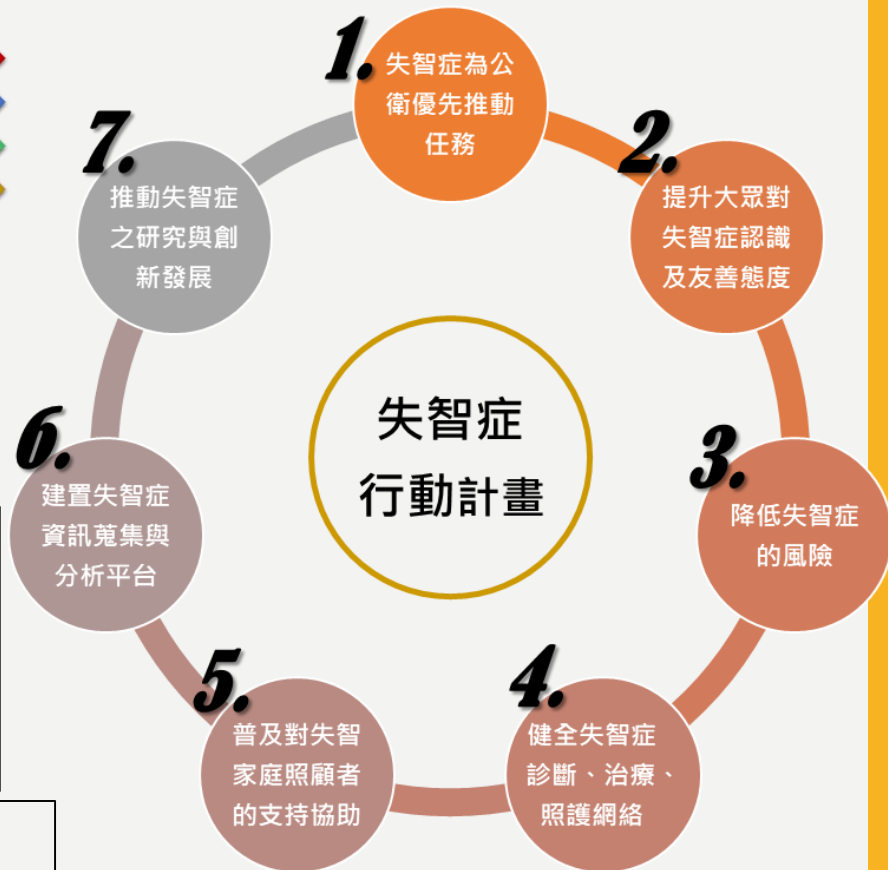 1.
失智症為公
衛優先推動
任務
2.
提升大眾對
失智症認識
及友善態度
3.
降低失智症
的風險
4.
健全失智症
診斷、治療、
照護網絡
5.
普及對失智
家庭照顧者
的支持協助
6.
建置失智症
資訊蒐集與
分析平台
7.
推動失智症
之研究與創
新發展
失智症
行動計畫